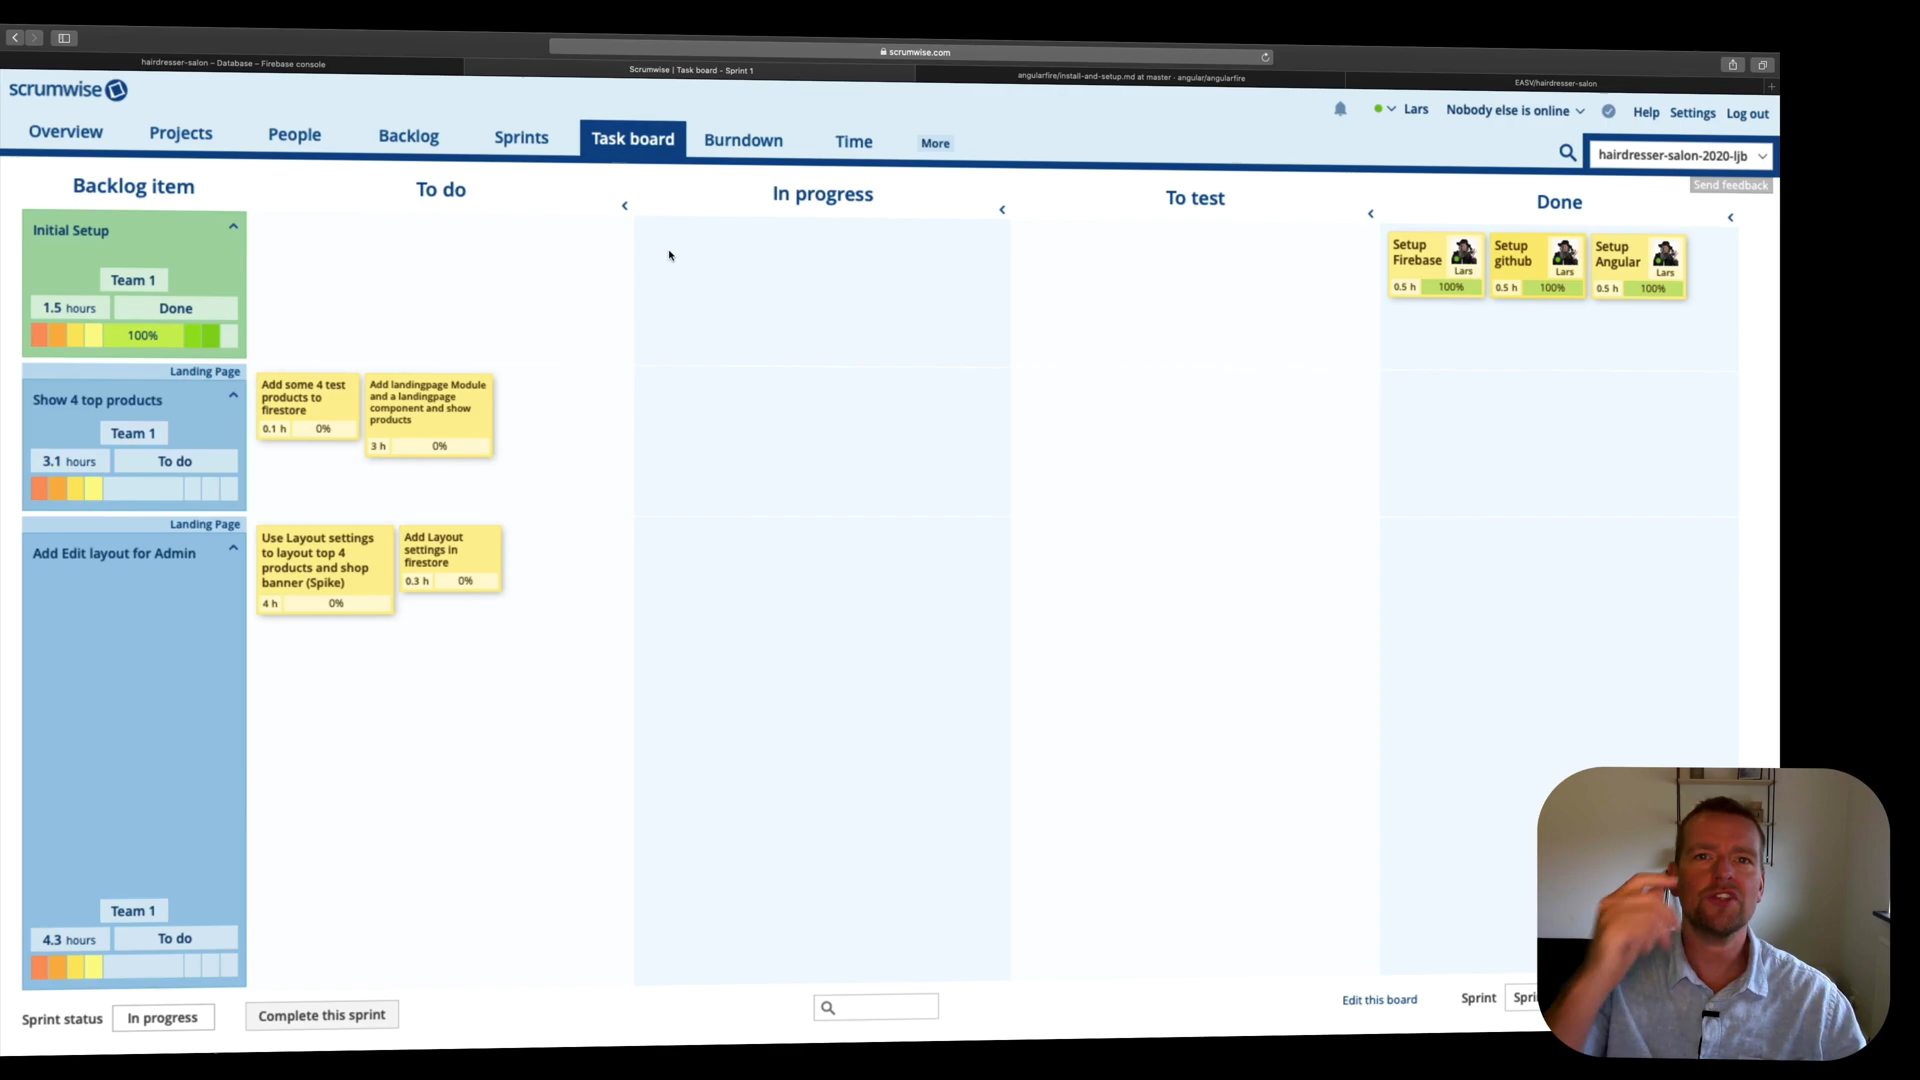 scrumwise.com
hairdresser-salon – Database – Firebase console
Scrumwise | Task board - Sprint 1
angularfire/install-and-setup.md at master · angular/angularfire
EASV/hairdresser-salon
scrumwise
Lars
Nobody else is online
Help
Settings
Log out
Overview
Projects
People
Backlog
Sprints
Task board
Burndown
Time
More
hairdresser-salon-2020-ljb
Send feedback
Backlog item
To do
In progress
To test
Done
Initial Setup
Team 1
1.5 hours
Done
100%
Setup
Firebase
Lars
0.5 h
100%
Setup
github
Lars
0.5 h
100%
Setup
Angular
Lars
0.5 h
100%
Landing Page
Show 4 top products
Team 1
3.1 hours
To do
Add some 4 test
products to
firestore
0.1 h
0%
Add landingpage Module
and a landingpage
component and show
products
3 h
0%
Landing Page
Add Edit layout for Admin
Team 1
4.3 hours
To do
Use Layout settings
to layout top 4
products and shop
banner (Spike)
4 h
0%
Add Layout
settings in
firestore
0.3 h
0%
Sprint status
In progress
Complete this sprint
Edit this board
Sprint
Spri